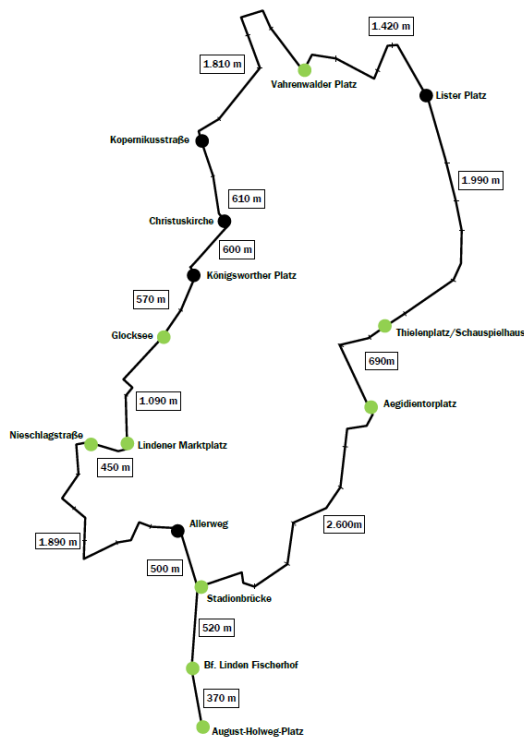 1.420 m
1.810 m
Vahrenwalder Platz
Lister Platz
Kopernikusstraße
1.990 m
610 m
Christuskirche
600 m
Königsworther Platz
570 m
Thielenplatz/Schauspielhaus
Glocksee
690m
1.090 m
Aegidientorplatz
Nieschlagstraße
Lindener Marktplatz
450 m
Allerweg
2.600m
1.890 m
500 m
Stadionbrücke
520 m
Bf. Linden Fischerhof
370 m
August-Holweg-Platz